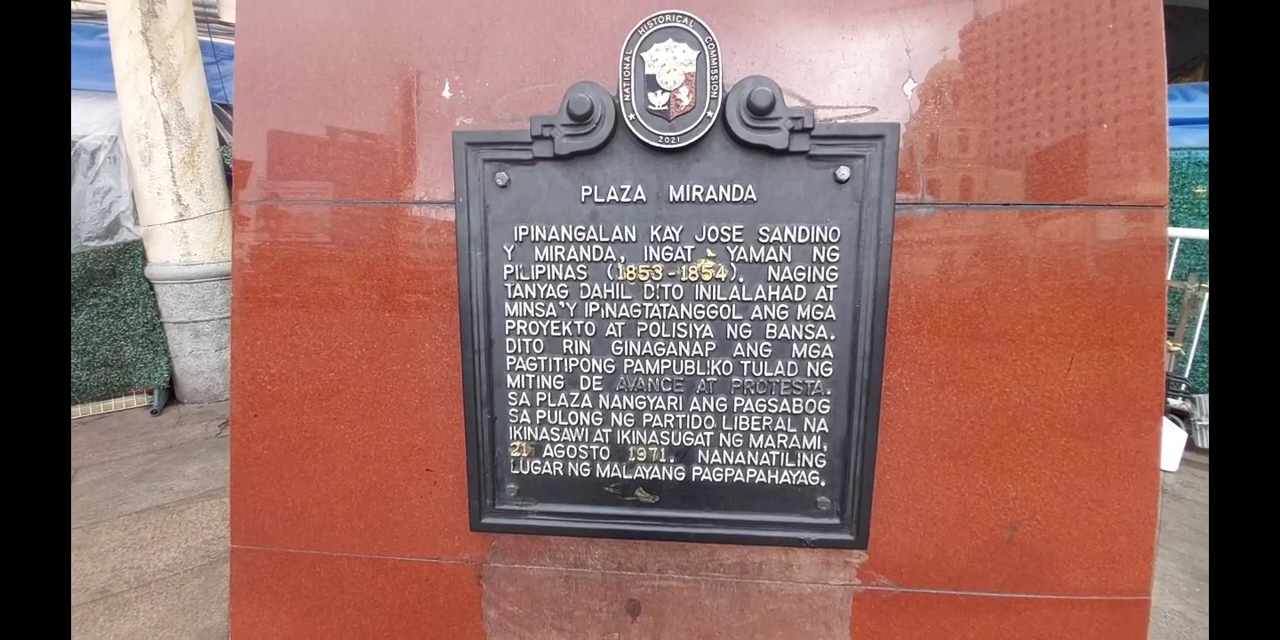 NATIONAL HISTORICAL COMMISSION
2021
PLAZA MIRANDA
IPINANGALAN KAY JOSE SANDINO
Y MIRANDA, INGAT - YAMAN NG
PILIPINAS (1853-1854). NAGING
TANYAG DAHIL DITO INILALAHAD AT
MINSA'Y IPINAGTATANGGOL ANG MGA
PROYEKTO AT POLISIYA NG BANSA.
DITO RIN GINAGANAP ANG MGA
PAGTITIPONG PAMPUBLIKO TULAD NG
MITING DE AVANCE AT PROTESTA.
SA PLAZA NANGYARI ANG PAGSABOG
SA PULONG NG PARTIDO LIBERAL NA
IKINASAWI AT IKINASUGAT NG MARAMI,
21 AGOSTO 1971. NANANATILING
LUGAR NG MALAYANG PAGPAPAHAYAG.